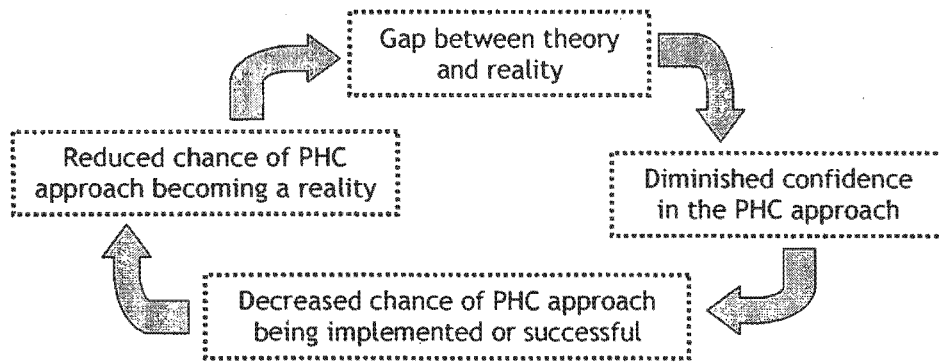 Gap between theory
and reality
Diminished confidence
in the PHC approach
Decreased chance of PHC approach
being implemented or successful
Reduced chance of PHC
approach becoming a reality